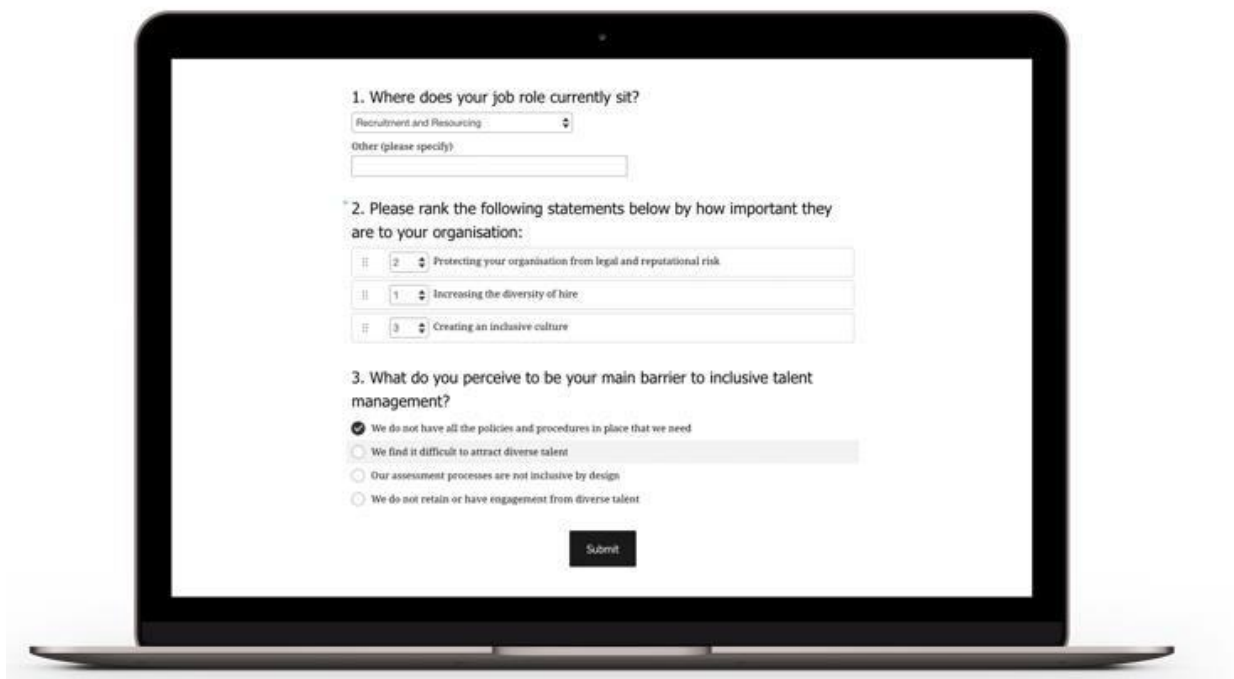 1. Where does your job role currently sit?
Recruitment and Resourcing
Other (please specify)
* 2. Please rank the following statements below by how important they
are to your organisation:
2 Protecting your organisation from legal and reputational risk
1 Increasing the diversity of hire
3 Creating an inclusive culture
3. What do you perceive to be your main barrier to inclusive talent
management?
We do not have all the policies and procedures in place that we need
We find it difficult to attract diverse talent
Our assessment processes are not inclusive by design
We do not retain or have engagement from diverse talent
Submit